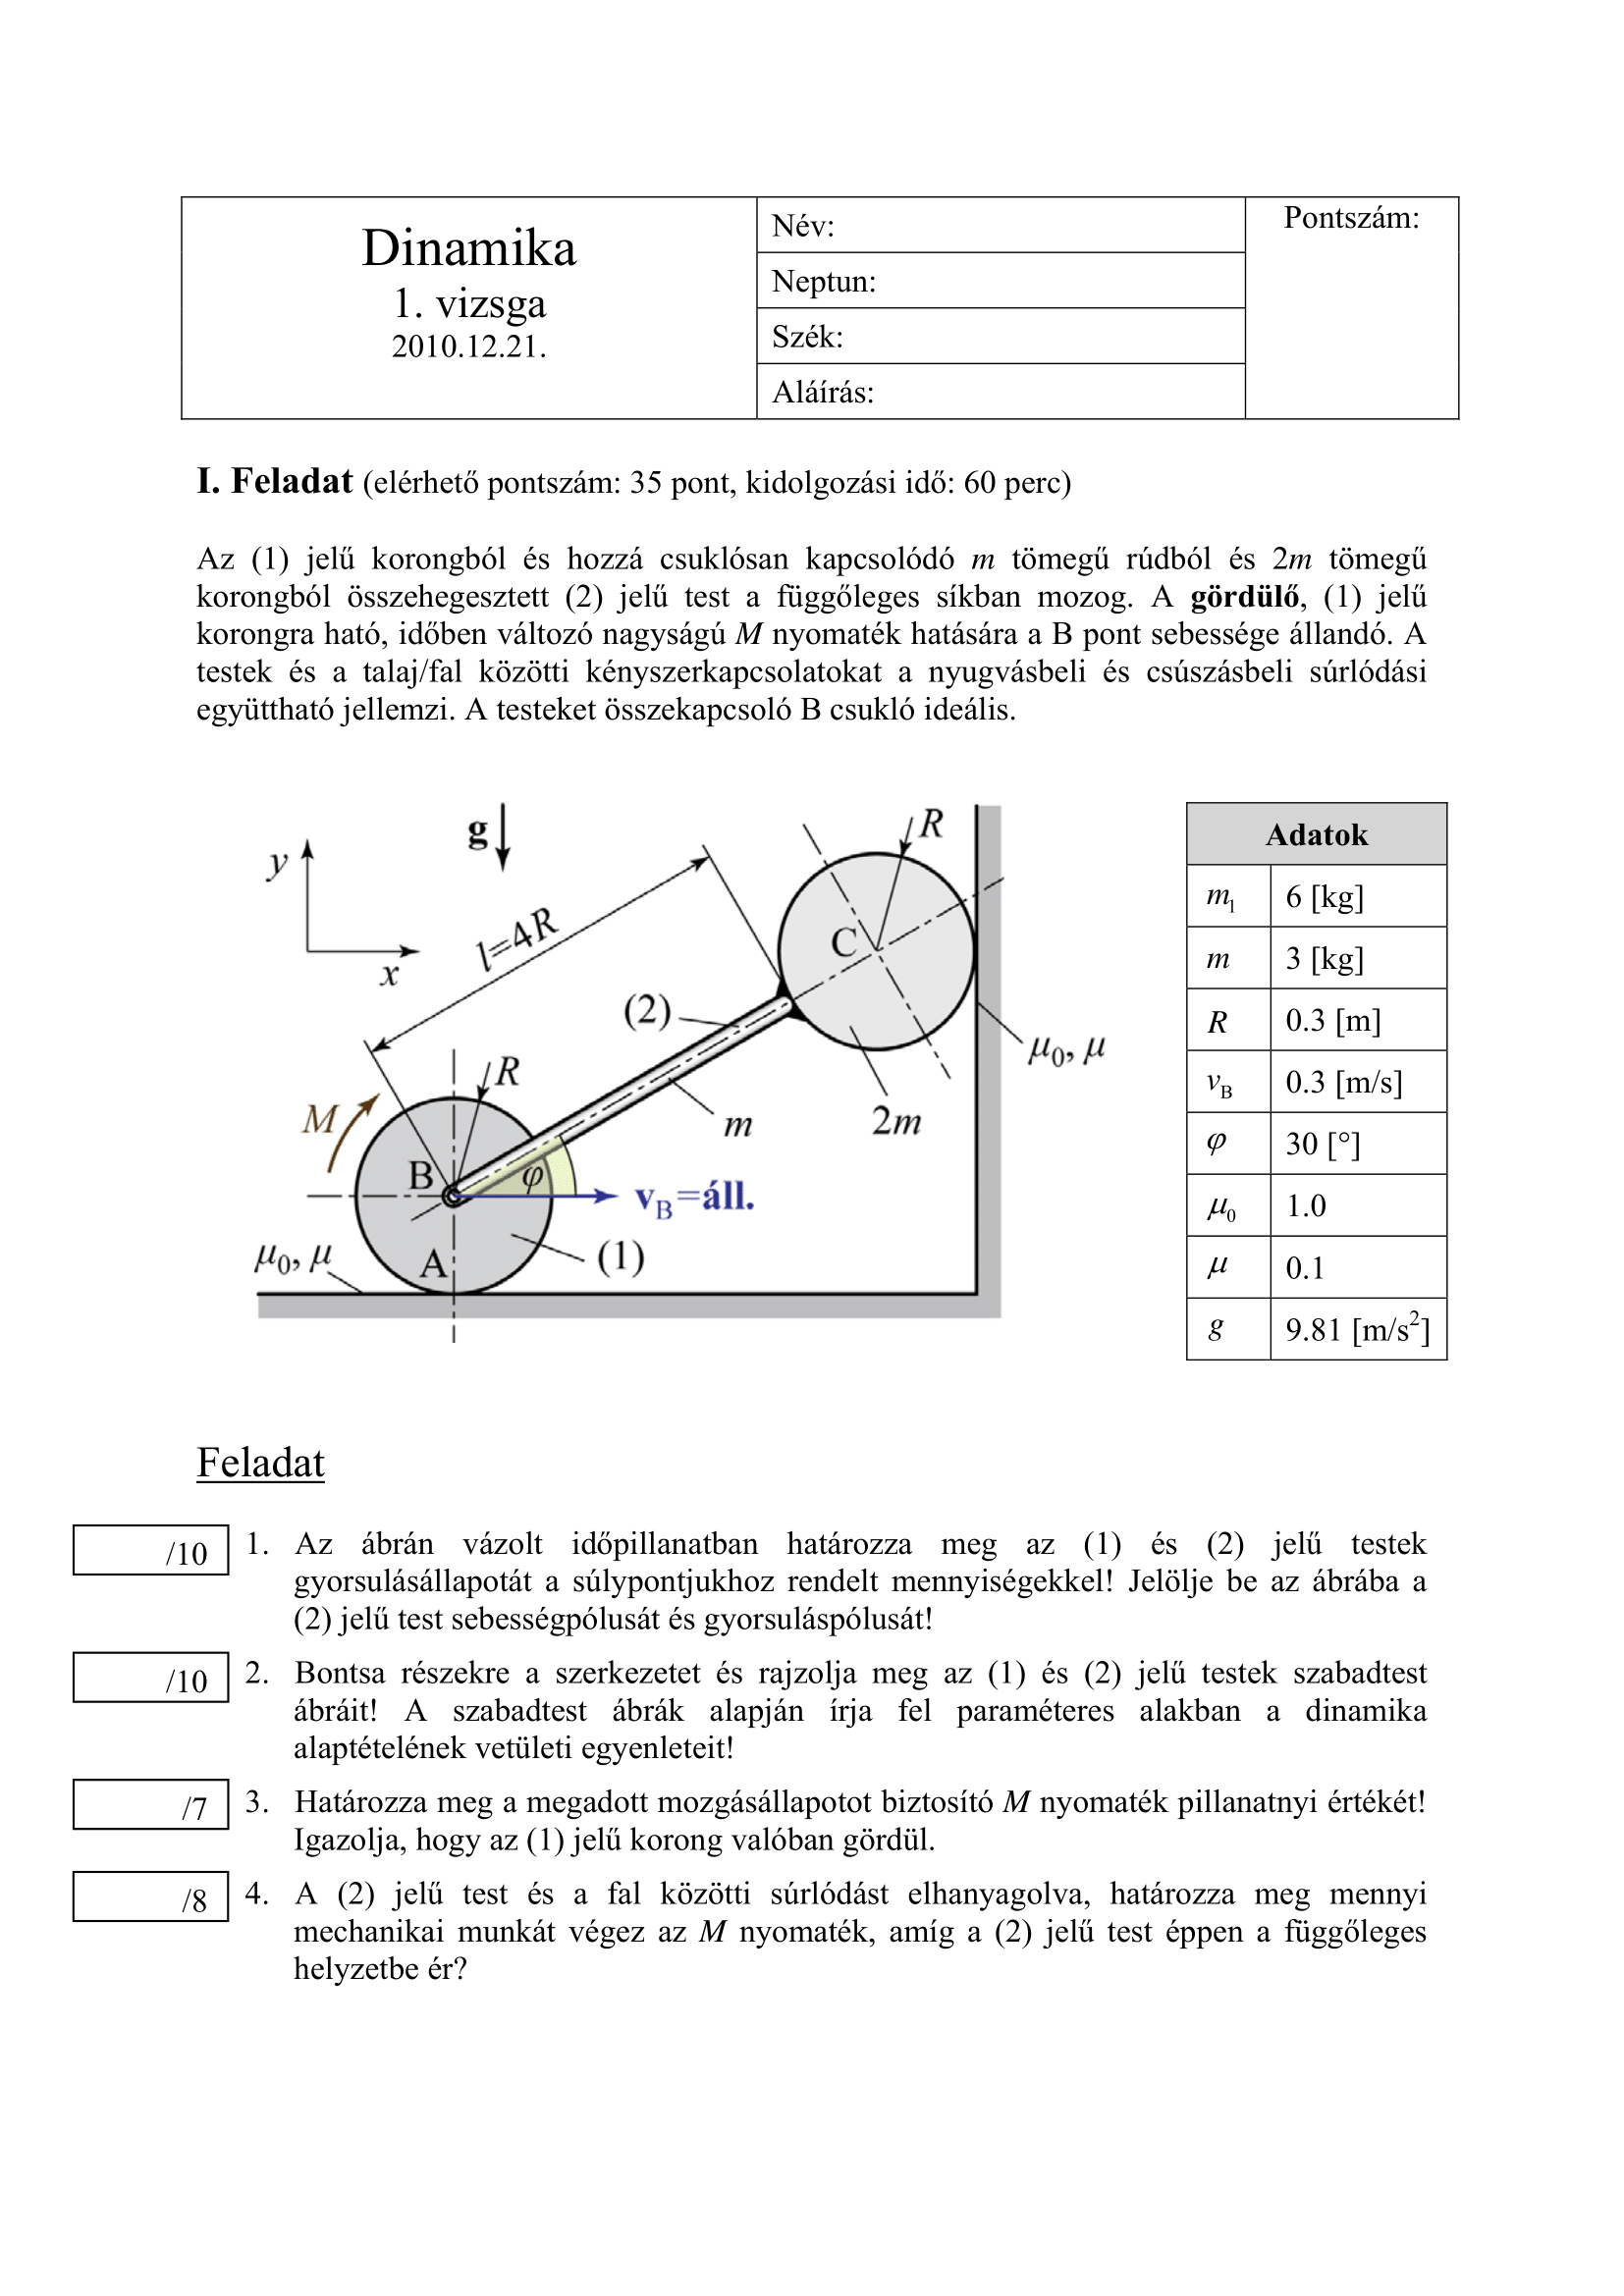 Dinamika
1. vizsga
2010.12.21.
Név:
Neptun:
Szék:
Aláírás:
Pontszám:
I. Feladat (elérhető pontszám: 35 pont, kidolgozási idő: 60 perc)
Az (1) jelű korongból és hozzá csuklósan kapcsolódó m tömegű rúdból és 2m tömegű
korongból összehegesztett (2) jelű test a függőleges síkban mozog. A gördülő, (1) jelű
korongra ható, időben változó nagyságú M nyomaték hatására a B pont sebessége állandó. A
testek és a talaj/fal közötti kényszerkapcsolatokat a nyugvásbeli és csúszásbeli súrlódási
együttható jellemzi. A testeket összekapcsoló B csukló ideális.
g
y
x
l=4R
R
C
(2)
μ₀, μ
R
M
m
2m
B
φ
v_B=áll.
μ₀, μ
A
(1)
Adatok
m₁ 6 [kg]
m 3 [kg]
R 0.3 [m]
v_B 0.3 [m/s]
φ 30 [°]
μ₀ 1.0
μ 0.1
g 9.81 [m/s²]
Feladat
/10
1. Az ábrán vázolt időpillanatban határozza meg az (1) és (2) jelű testek
gyorsulásállapotát a súlypontjukhoz rendelt mennyiségekkel! Jelölje be az ábrába a
(2) jelű test sebességpólusát és gyorsuláspólusát!
/10
2. Bontsa részekre a szerkezetet és rajzolja meg az (1) és (2) jelű testek szabadtest
ábráit! A szabadtest ábrák alapján írja fel paraméteres alakban a dinamika
alaptételének vetületi egyenleteit!
/7
3. Határozza meg a megadott mozgásállapotot biztosító M nyomaték pillanatnyi értékét!
Igazolja, hogy az (1) jelű korong valóban gördül.
/8
4. A (2) jelű test és a fal közötti súrlódást elhanyagolva, határozza meg mennyi
mechanikai munkát végez az M nyomaték, amíg a (2) jelű test éppen a függőleges
helyzetbe ér?